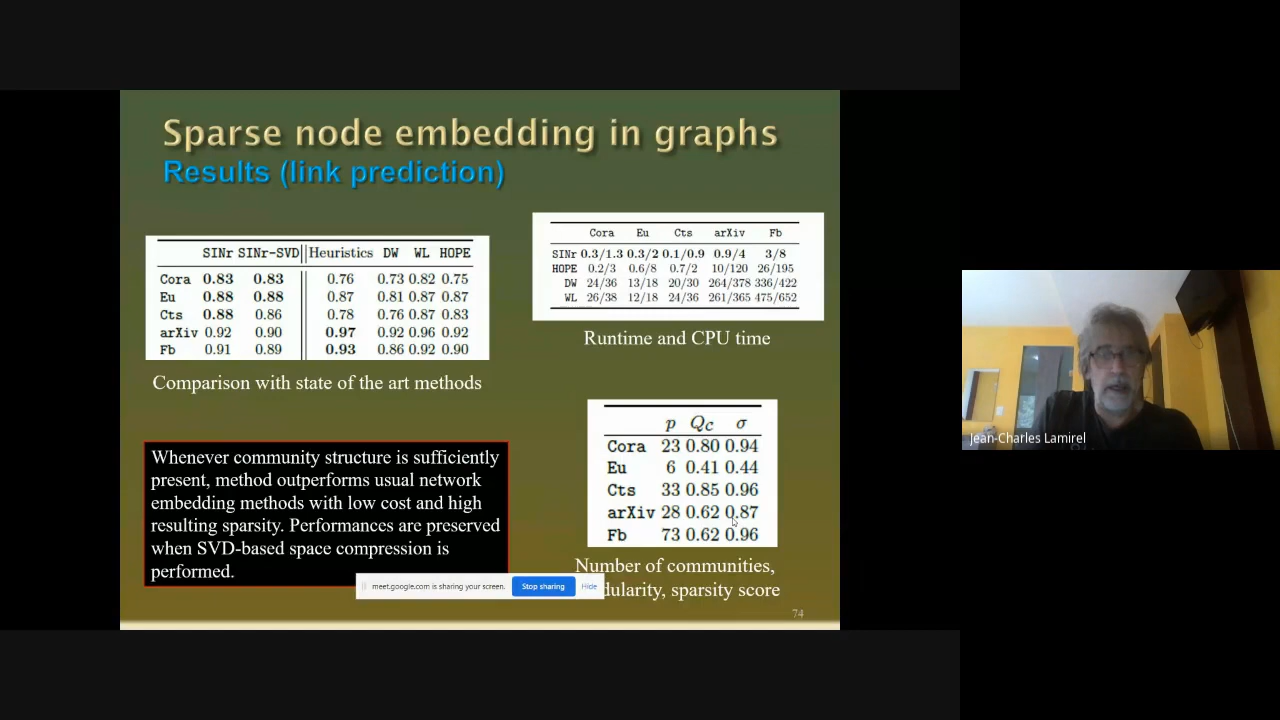 Sparse node embedding in graphs
Results (link prediction)
SINr SINr-SVD Heuristics DW WL HOPE
Cora 0.83 0.83 0.76 0.73 0.82 0.75
Eu 0.88 0.88 0.87 0.81 0.87 0.87
Cts 0.88 0.86 0.78 0.76 0.87 0.83
arXiv 0.92 0.90 0.97 0.92 0.96 0.92
Fb 0.91 0.89 0.93 0.86 0.92 0.90
Comparison with state of the art methods
Cora Eu Cts arXiv Fb
SINr 0.3/1.3 0.3/2 0.1/0.9 0.9/4 3/8
HOPE 0.2/3 0.6/8 0.7/2 10/120 26/195
DW 24/36 13/18 20/30 264/378 336/422
WL 26/38 12/18 24/36 261/365 475/652
Runtime and CPU time
Whenever community structure is sufficiently
present, method outperforms usual network
embedding methods with low cost and high
resulting sparsity. Performances are preserved
when SVD-based space compression is
performed.
p Qc σ
Cora 23 0.80 0.94
Eu 6 0.41 0.44
Cts 33 0.85 0.96
arXiv 28 0.62 0.87
Fb 73 0.62 0.96
Number of communities,
dularity, sparsity score
meet.google.com is sharing your screen. Stop sharing Hide
74
Jean-Charles Lamirel